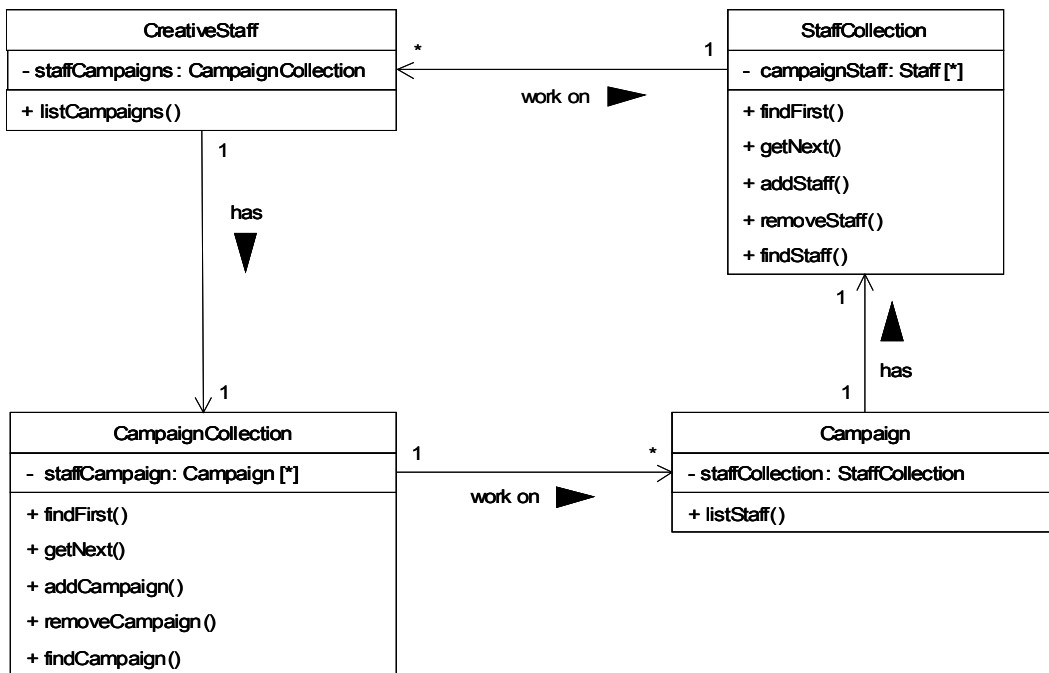 CreativeStaff
- staffCampaigns : CampaignCollection
+ listCampaigns()
*
1
work on
StaffCollection
- campaignStaff: Staff [*]
+ findFirst()
+ getNext()
+ addStaff()
+ removeStaff()
+ findStaff()
1
has
1
1
has
1
CampaignCollection
- staffCampaign: Campaign [*]
+ findFirst()
+ getNext()
+ addCampaign()
+ removeCampaign()
+ findCampaign()
1
*
work on
Campaign
- staffCollection : StaffCollection
+ listStaff()